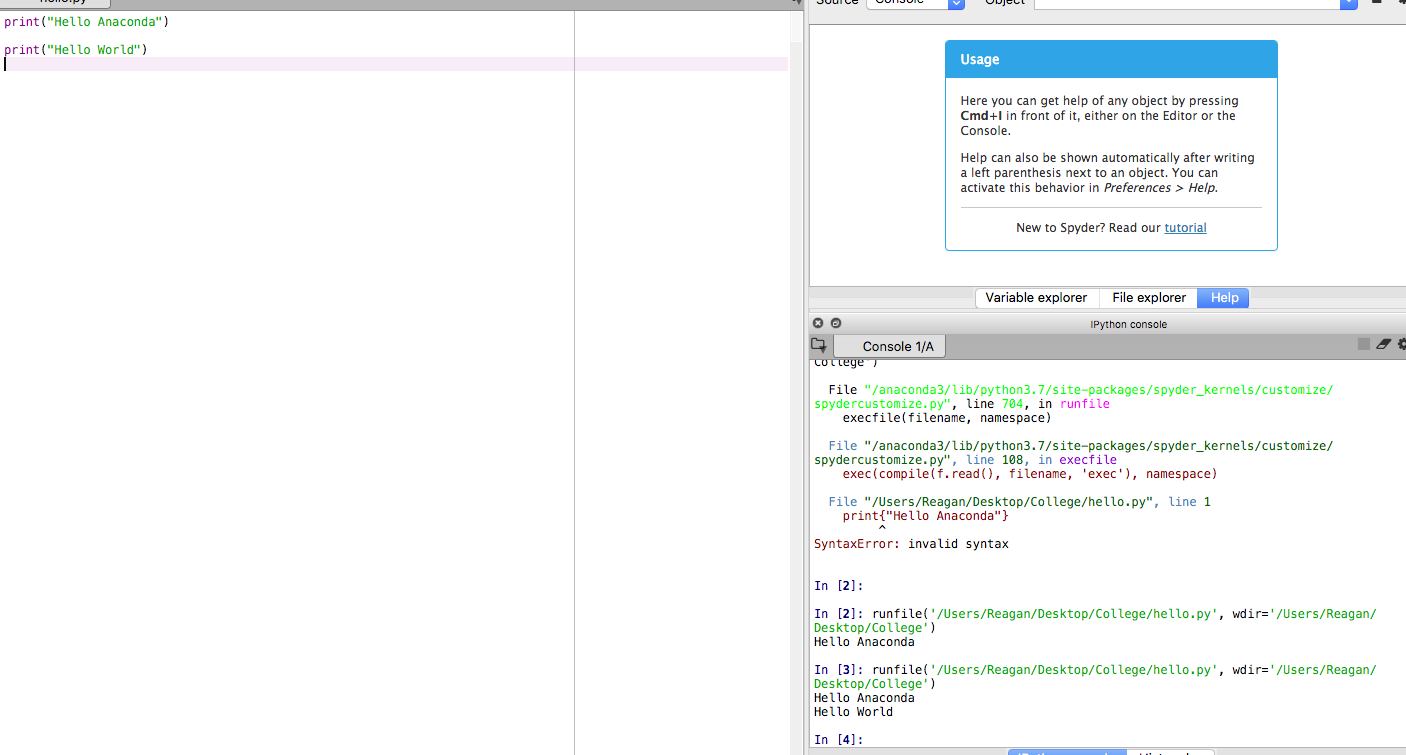 hello.py
print("Hello Anaconda")
print("Hello World")
Source Console Object
Usage
Here you can get help of any object by pressing
Cmd+I in front of it, either on the Editor or the
Console.
Help can also be shown automatically after writing
a left parenthesis next to an object. You can
activate this behavior in Preferences > Help.
New to Spyder? Read our tutorial
Variable explorer File explorer Help
IPython console
Console 1/A
College')
File "/anaconda3/lib/python3.7/site-packages/spyder_kernels/customize/
spydercustomize.py", line 704, in runfile
execfile(filename, namespace)
File "/anaconda3/lib/python3.7/site-packages/spyder_kernels/customize/
spydercustomize.py", line 108, in execfile
exec(compile(f.read(), filename, 'exec'), namespace)
File "/Users/Reagan/Desktop/College/hello.py", line 1
print{"Hello Anaconda"}
^
SyntaxError: invalid syntax
In [2]:
In [2]: runfile('/Users/Reagan/Desktop/College/hello.py', wdir='/Users/Reagan/
Desktop/College')
Hello Anaconda
In [3]: runfile('/Users/Reagan/Desktop/College/hello.py', wdir='/Users/Reagan/
Desktop/College')
Hello Anaconda
Hello World
In [4]: